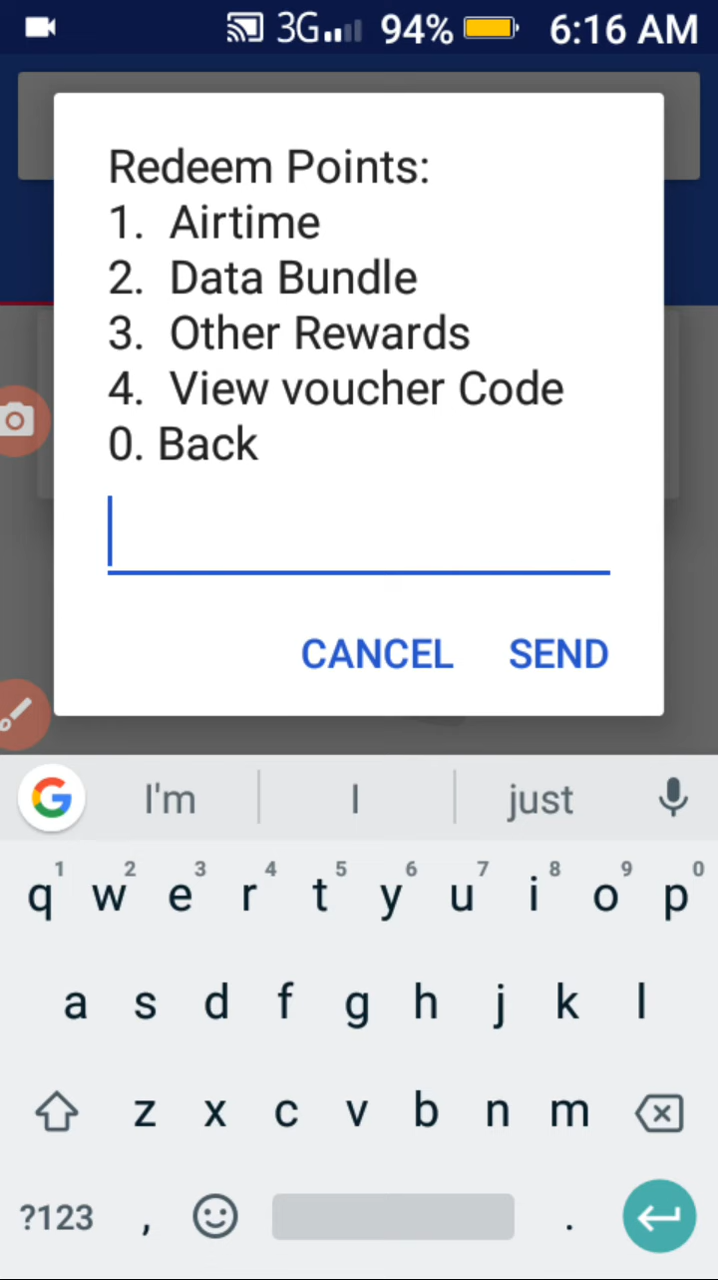 3G 94% 6:16 AM
Redeem Points:
1. Airtime
2. Data Bundle
3. Other Rewards
4. View voucher Code
0. Back
CANCEL SEND
G I'm I just
1 2 3 4 5 6 7 8 9 0
q w e r t y u i o p
a s d f g h j k l
z x c v b n m
?123 , .